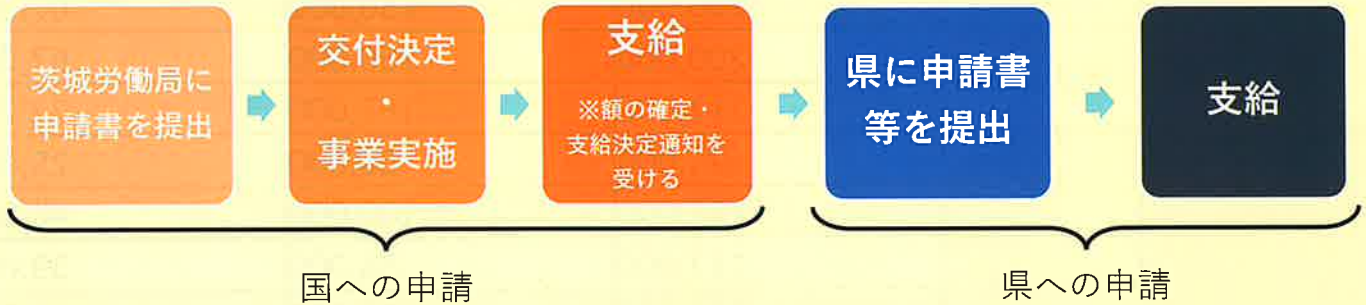 茨城労働局に
申請書を提出
交付決定
・
事業実施
支給
※額の確定・
支給決定通知を
受ける
県に申請書
等を提出
支給
国への申請
県への申請